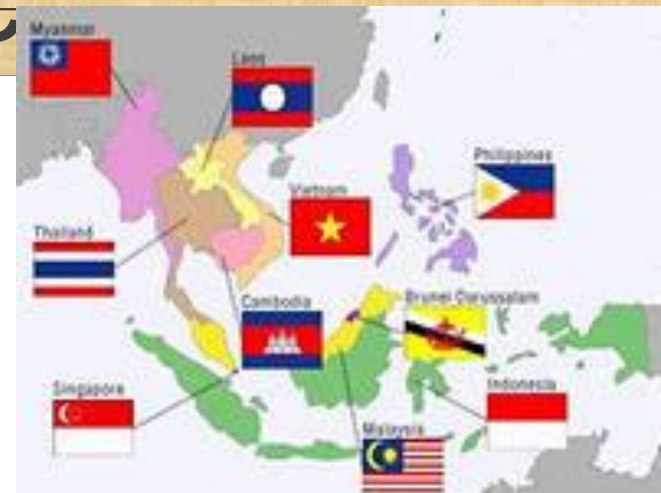 Myanmar
Laos
Philippines
Vietnam
Thailand
Cambodia
Brunei Darussalam
Singapore
Indonesia
Malaysia